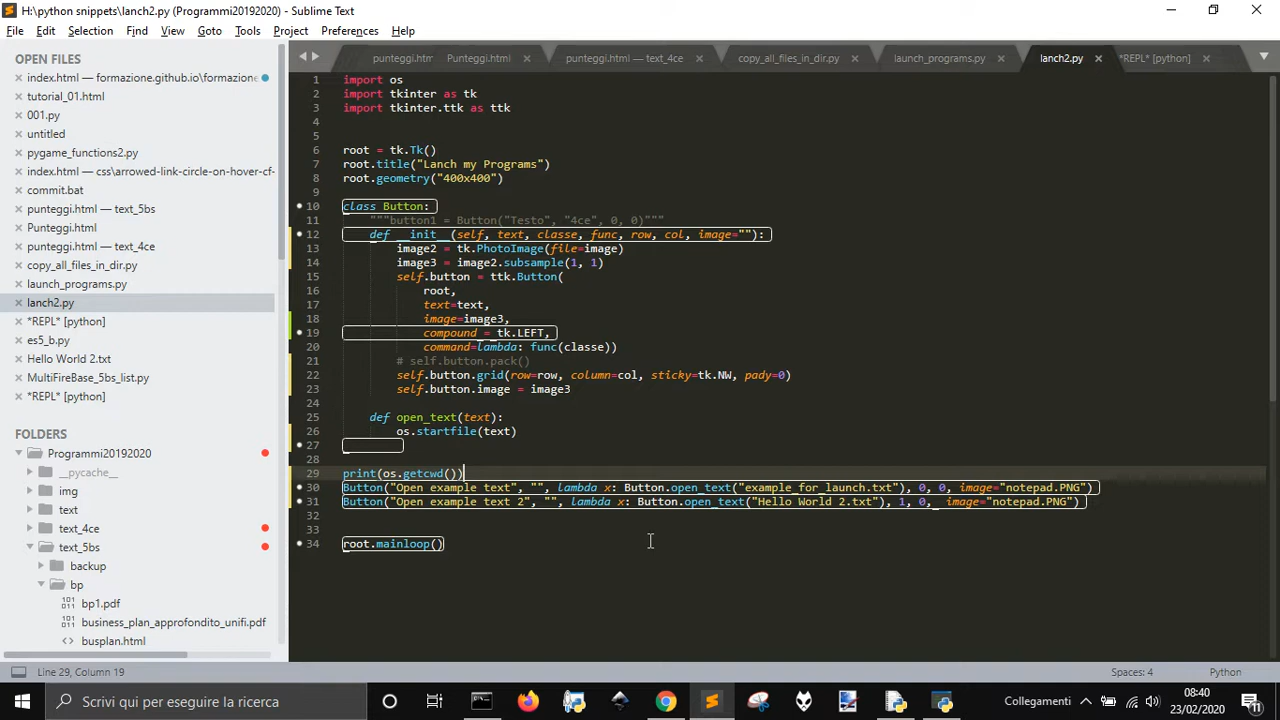 H:\python snippets\lanch2.py (Programmi20192020) - Sublime Text
File Edit Selection Find View Goto Tools Project Preferences Help
OPEN FILES
index.html — formazione.github.io\formazione
tutorial_01.html
001.py
untitled
pygame_functions2.py
index.html — css\arrowed-link-circle-on-hover-cf-
commit.bat
punteggi.html — text_5bs
Punteggi.html
punteggi.html — text_4ce
copy_all_files_in_dir.py
launch_programs.py
lanch2.py
*REPL* [python]
es5_b.py
Hello World 2.txt
MultiFireBase_5bs_list.py
*REPL* [python]
FOLDERS
Programmi20192020
__pycache__
img
text
text_4ce
text_5bs
backup
bp
bp1.pdf
business_plan_approfondito_unifi.pdf
busplan.html
punteggi.htm Punteggi.html punteggi.html — text_4ce copy_all_files_in_dir.py launch_programs.py lanch2.py *REPL* [python]
1 import os
2 import tkinter as tk
3 import tkinter.ttk as ttk
4
5
6 root = tk.Tk()
7 root.title("Lanch my Programs")
8 root.geometry("400x400")
9
10 class Button:
11 """button1 = Button("Testo", "4ce", 0, 0)"""
12 def __init__(self, text, classe, func, row, col, image=""):
13 image2 = tk.PhotoImage(file=image)
14 image3 = image2.subsample(1, 1)
15 self.button = ttk.Button(
16 root,
17 text=text,
18 image=image3,
19 compound = tk.LEFT,
20 command=lambda: func(classe))
21 # self.button.pack()
22 self.button.grid(row=row, column=col, sticky=tk.NW, pady=0)
23 self.button.image = image3
24
25 def open_text(text):
26 os.startfile(text)
27
28
29 print(os.getcwd())
30 Button("Open example text", "", lambda x: Button.open_text("example_for_launch.txt"), 0, 0, image="notepad.PNG")
31 Button("Open example text 2", "", lambda x: Button.open_text("Hello World 2.txt"), 1, 0, image="notepad.PNG")
32
33
34 root.mainloop()
Line 29, Column 19 Spaces: 4 Python
Scrivi qui per eseguire la ricerca
Collegamenti
08:40
23/02/2020
11